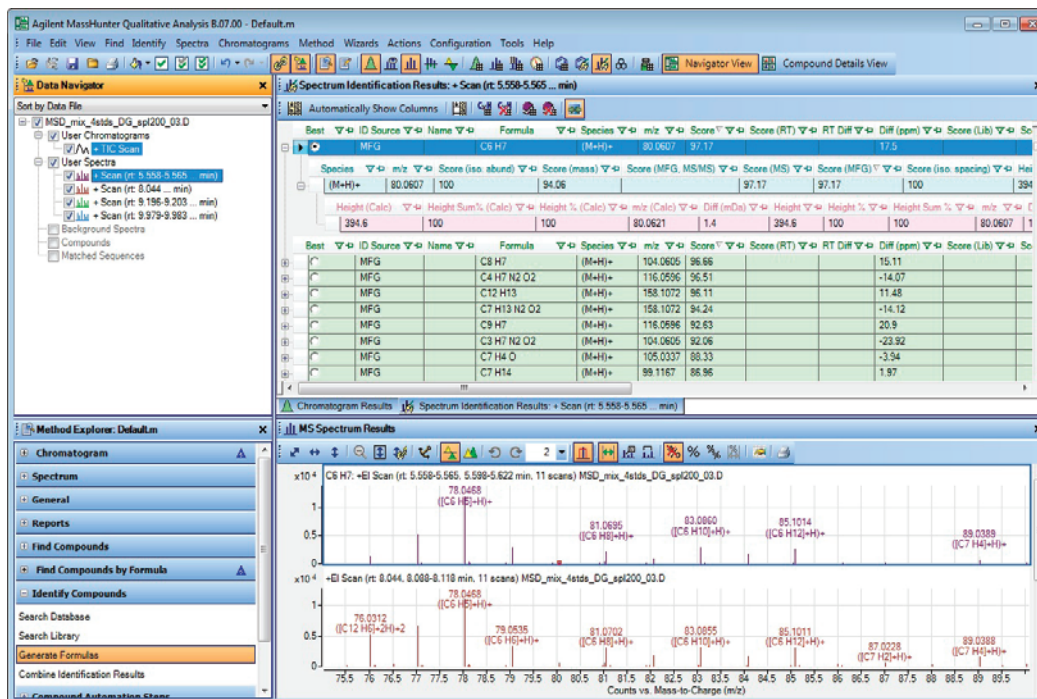 Agilent MassHunter Qualitative Analysis B.07.00 - Default.m
File Edit View Find Identify Spectra Chromatograms Method Wizards Actions Configuration Tools Help
Navigator View Compound Details View
Data Navigator
Sort by Data File
MSD_mix_4stds_DG_spl200_03.D
User Chromatograms
+ TIC Scan
User Spectra
+ Scan (rt: 5.558-5.565 ... min)
+ Scan (rt: 8.044 ... min)
+ Scan (rt: 9.196-9.203 ... min)
+ Scan (rt: 9.979-9.983 ... min)
Background Spectra
Compounds
Matched Sequences
Spectrum Identification Results: + Scan (rt: 5.558-5.565 ... min)
Automatically Show Columns
Best ID Source Name Formula Species m/z Score Score (RT) RT Diff Diff (ppm) Score (Lib) Sc
MFG C6 H7 (M+H)+ 80.0607 97.17 17.5
Species m/z Score (iso. abund) Score (mass) Score (MFG, MS/MS) Score (MS) Score (MFG) Score (iso. spacing) Hei
(M+H)+ 80.0607 100 94.06 97.17 97.17 100 394
Height (Calc) Height Sum% (Calc) Height % (Calc) m/z (Calc) Diff (mDa) Height Height % Height Sum % m/z D
394.6 100 100 80.0621 1.4 394.6 100 100 80.0607 1
Best ID Source Name Formula Species m/z Score Score (RT) RT Diff Diff (ppm) Score (Lib) Sc
MFG C8 H7 (M+H)+ 104.0605 96.66 15.11
MFG C4 H7 N2 O2 (M+H)+ 116.0596 96.51 -14.07
MFG C12 H13 (M+H)+ 158.1072 96.11 11.48
MFG C7 H13 N2 O2 (M+H)+ 158.1072 94.24 -14.12
MFG C9 H7 (M+H)+ 116.0596 92.63 20.9
MFG C3 H7 N2 O2 (M+H)+ 104.0605 92.06 -23.92
MFG C7 H4 O (M+H)+ 105.0337 88.33 -3.94
MFG C7 H14 (M+H)+ 99.1167 86.96 1.97
Chromatogram Results Spectrum Identification Results: + Scan (rt: 5.558-5.565 ... min)
Method Explorer: Default.m
Chromatogram
Spectrum
General
Reports
Find Compounds
Find Compounds by Formula
Identify Compounds
Search Database
Search Library
Generate Formulas
Combine Identification Results
Compound Automation Steps
MS Spectrum Results
2
x10 4 C6 H7: +EI Scan (rt: 5.558-5.565, 5.598-5.622 min, 11 scans) MSD_mix_4stds_DG_spl200_03.D
78.0468
([C6 H5]+H)+
81.0695
([C6 H8]+H)+
83.0860
([C6 H10]+H)+
85.1014
([C6 H12]+H)+
89.0389
([C7 H4]+H)+
1
0.5
0
x10 4 +EI Scan (rt: 8.044, 8.088-8.118 min, 11 scans) MSD_mix_4stds_DG_spl200_03.D
78.0468
([C6 H5]+H)+
76.0312
([C12 H6]+2H)+2
79.0535
([C6 H6]+H)+
81.0702
([C6 H8]+H)+
83.0855
([C6 H10]+H)+
85.1011
([C6 H12]+H)+
87.0228
([C7 H2]+H)+
89.0388
([C7 H4]+H)+
1
0.5
0
75.5 76 76.5 77 77.5 78 78.5 79 79.5 80 80.5 81 81.5 82 82.5 83 83.5 84 84.5 85 85.5 86 86.5 87 87.5 88 88.5 89 89.5
Counts vs. Mass-to-Charge (m/z)